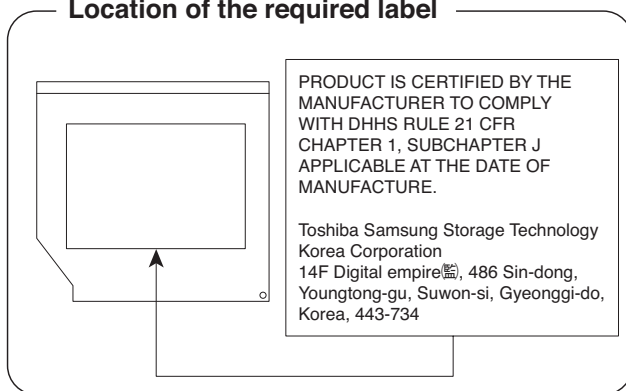 Location of the required label
PRODUCT IS CERTIFIED BY THE
MANUFACTURER TO COMPLY
WITH DHHS RULE 21 CFR
CHAPTER 1, SUBCHAPTER J
APPLICABLE AT THE DATE OF
MANUFACTURE.
Toshiba Samsung Storage Technology
Korea Corporation
14F Digital empire㈼, 486 Sin-dong,
Youngtong-gu, Suwon-si, Gyeonggi-do,
Korea, 443-734